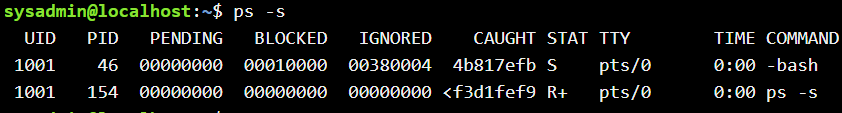 sysadmin@localhost:~$ ps -s
UID PID PENDING BLOCKED IGNORED CAUGHT STAT TTY TIME COMMAND
1001 46 00000000 00010000 00380004 4b817efb S pts/0 0:00 -bash
1001 154 00000000 00000000 00000000 <f3d1fef9 R+ pts/0 0:00 ps -s